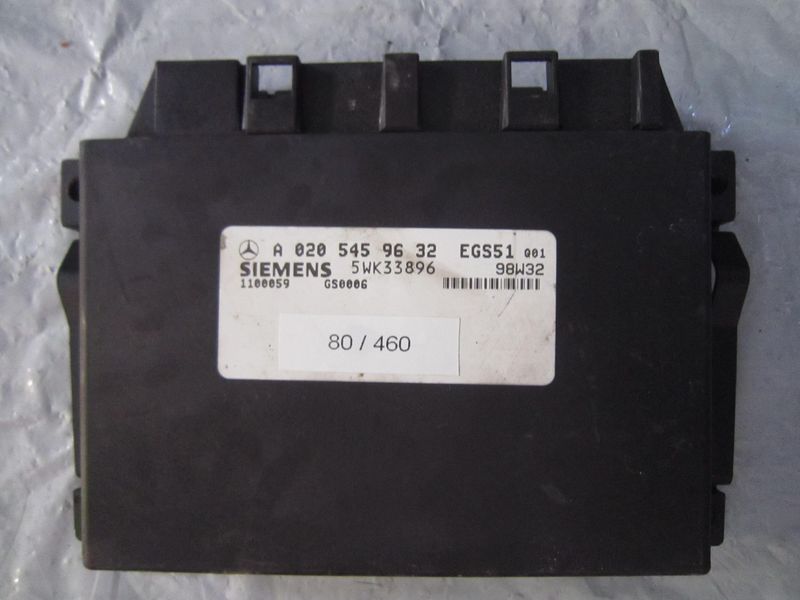 A 020 545 96 32 EGS51 Q01
SIEMENS 5WK33896 98W32
1100059 GS0006
80 / 460